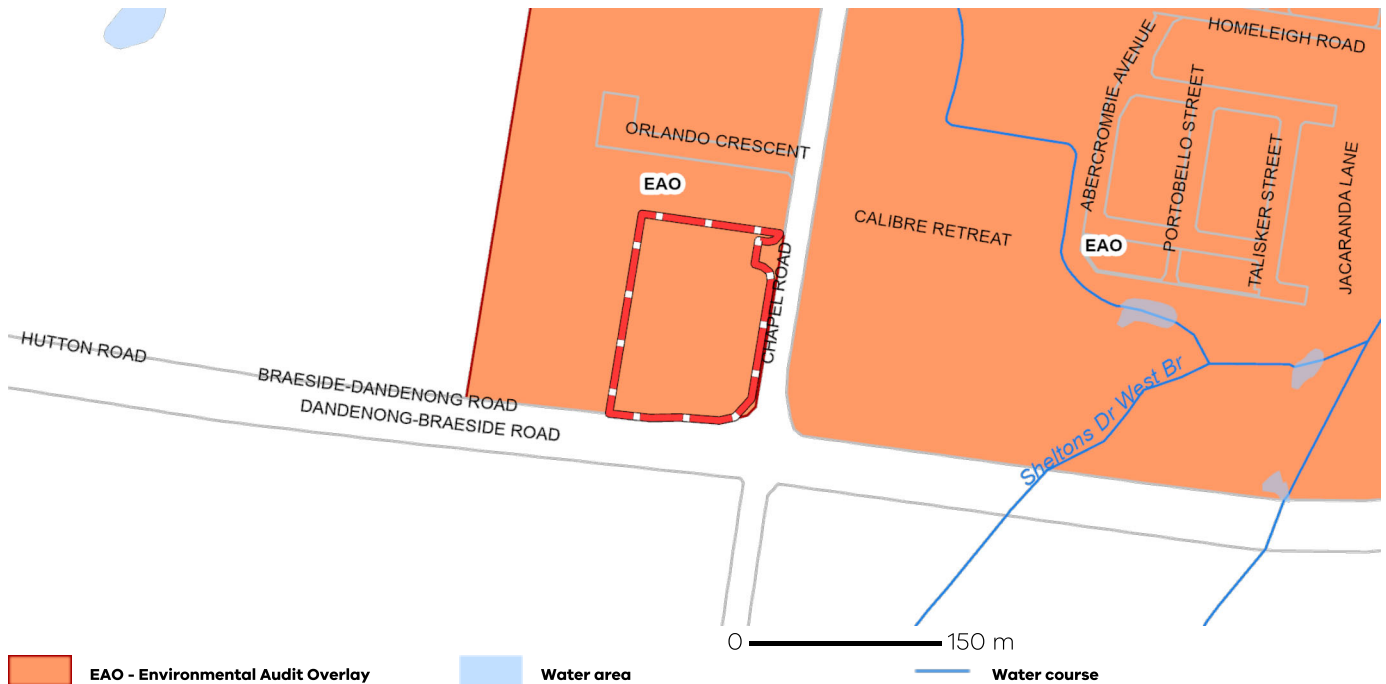 HOMELEIGH ROAD
ABERCROMBIE AVENUE
PORTOBELLO STREET
TALISKER STREET
JACARANDA LANE
ORLANDO CRESCENT
EAO
CALIBRE RETREAT
EAO
CHAPEL ROAD
HUTTON ROAD
BRAESIDE-DANDENONG ROAD
DANDENONG-BRAESIDE ROAD
Sheltons Dr West Br
0 150 m
EAO - Environmental Audit Overlay
Water area
Water course